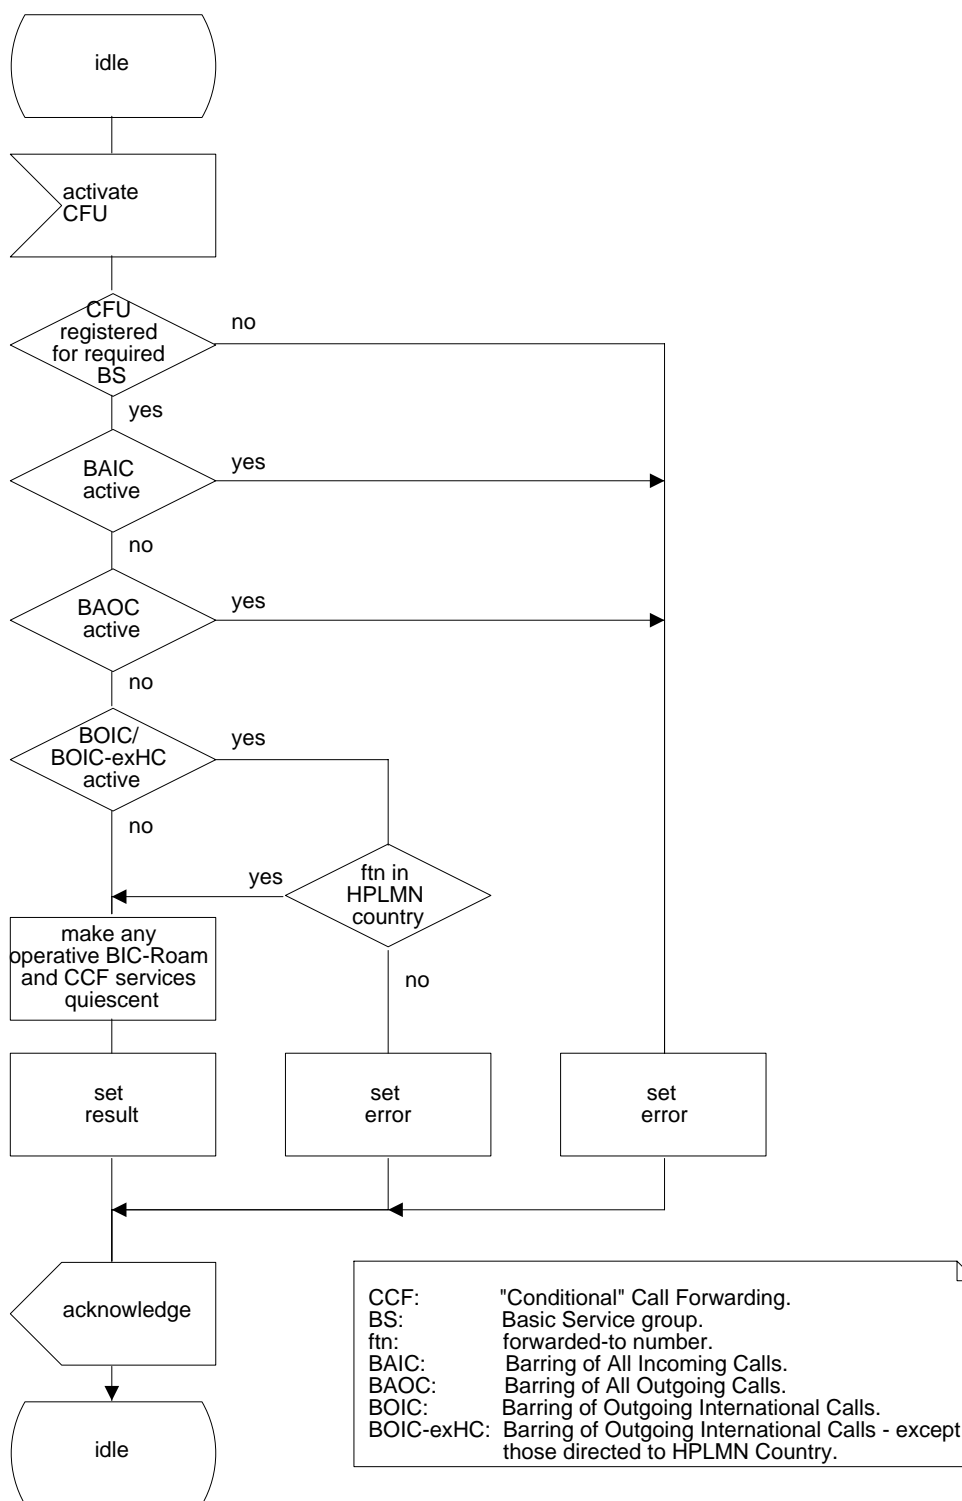 idle
activate
CFU
CFU
registered
for required
BS
no
yes
BAIC
active
yes
no
BAOC
active
yes
no
BOIC/
BOIC-exHC
active
yes
no
ftn in
HPLMN
country
yes
no
make any
operative BIC-Roam
and CCF services
quiescent
set
result
set
error
set
error
acknowledge
idle
CCF: "Conditional" Call Forwarding.
BS: Basic Service group.
ftn: forwarded-to number.
BAIC: Barring of All Incoming Calls.
BAOC: Barring of All Outgoing Calls.
BOIC: Barring of Outgoing International Calls.
BOIC-exHC: Barring of Outgoing International Calls - except
those directed to HPLMN Country.